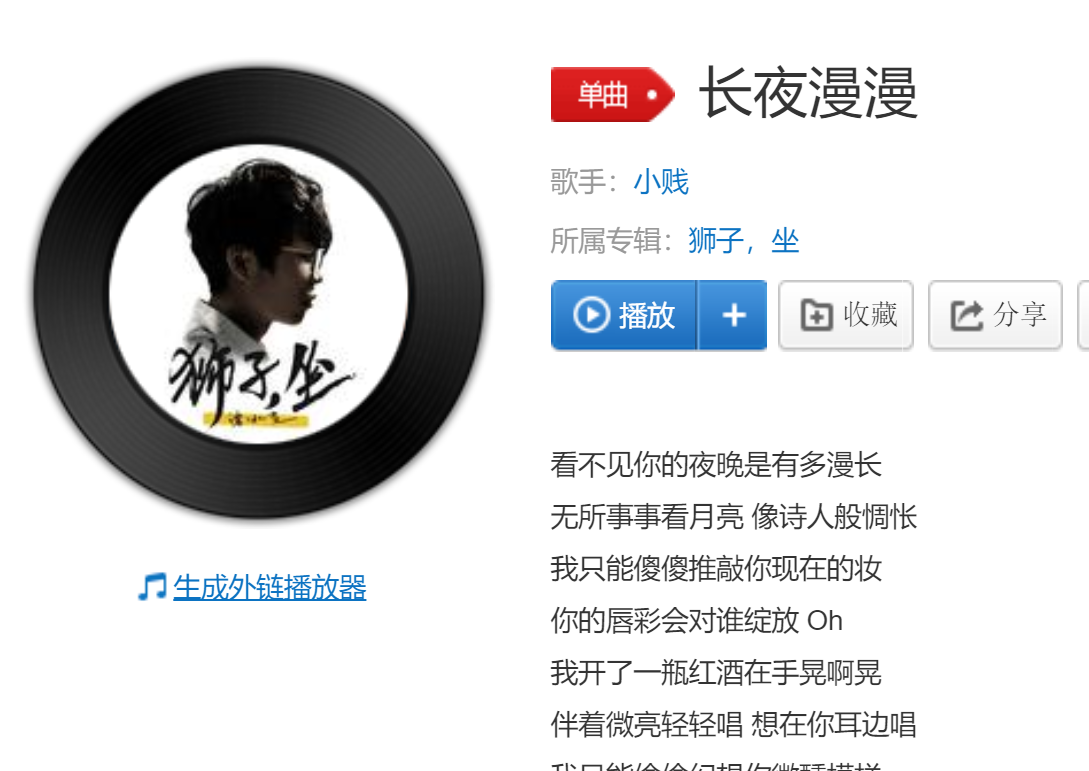 单曲
长夜漫漫
歌手：小贱
所属专辑：狮子，坐
播放
+
收藏
分享
狮子，坐
生成外链播放器
看不见你的夜晚是有多漫长
无所事事看月亮 像诗人般惆怅
我只能傻傻推敲你现在的妆
你的唇彩会对谁绽放 Oh
我开了一瓶红酒在手晃啊晃
伴着微亮轻轻唱 想在你耳边唱